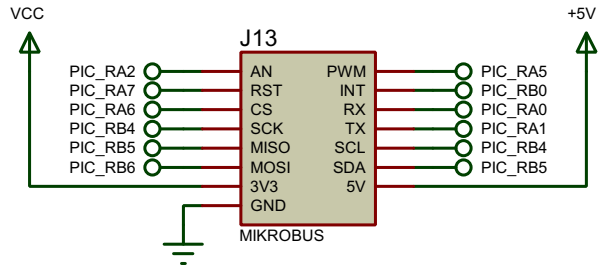 VCC
+5V
J13
PIC_RA2 AN PWM PIC_RA5
PIC_RA7 RST INT PIC_RB0
PIC_RA6 CS RX PIC_RA0
PIC_RB4 SCK TX PIC_RA1
PIC_RB5 MISO SCL PIC_RB4
PIC_RB6 MOSI SDA PIC_RB5
3V3 5V
GND
MIKROBUS